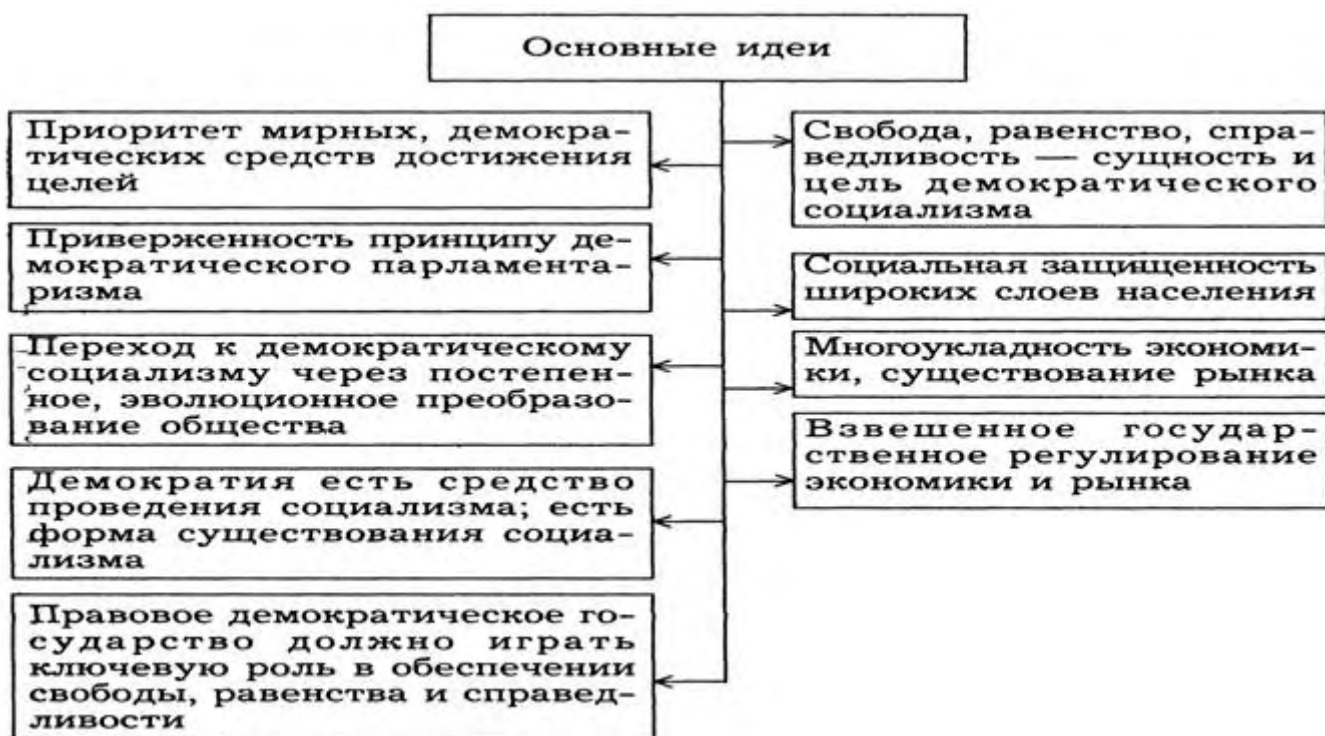 Основные идеи
Приоритет мирных, демокра-
тических средств достижения
целей
Приверженность принципу де-
мократического парламента-
ризма
Переход к демократическому
социализму через постепен-
ное, эволюционное преобразо-
вание общества
Демократия есть средство
проведения социализма; есть
форма существования социа-
лизма
Правовое демократическое го-
сударство должно играть
ключевую роль в обеспечении
свободы, равенства и справед-
ливости
Свобода, равенство, спра-
ведливость — сущность и
цель демократического
социализма
Социальная защищенность
широких слоев населения
Многоукладность экономи-
ки, существование рынка
Взвешенное государ-
ственное регулирование
экономики и рынка